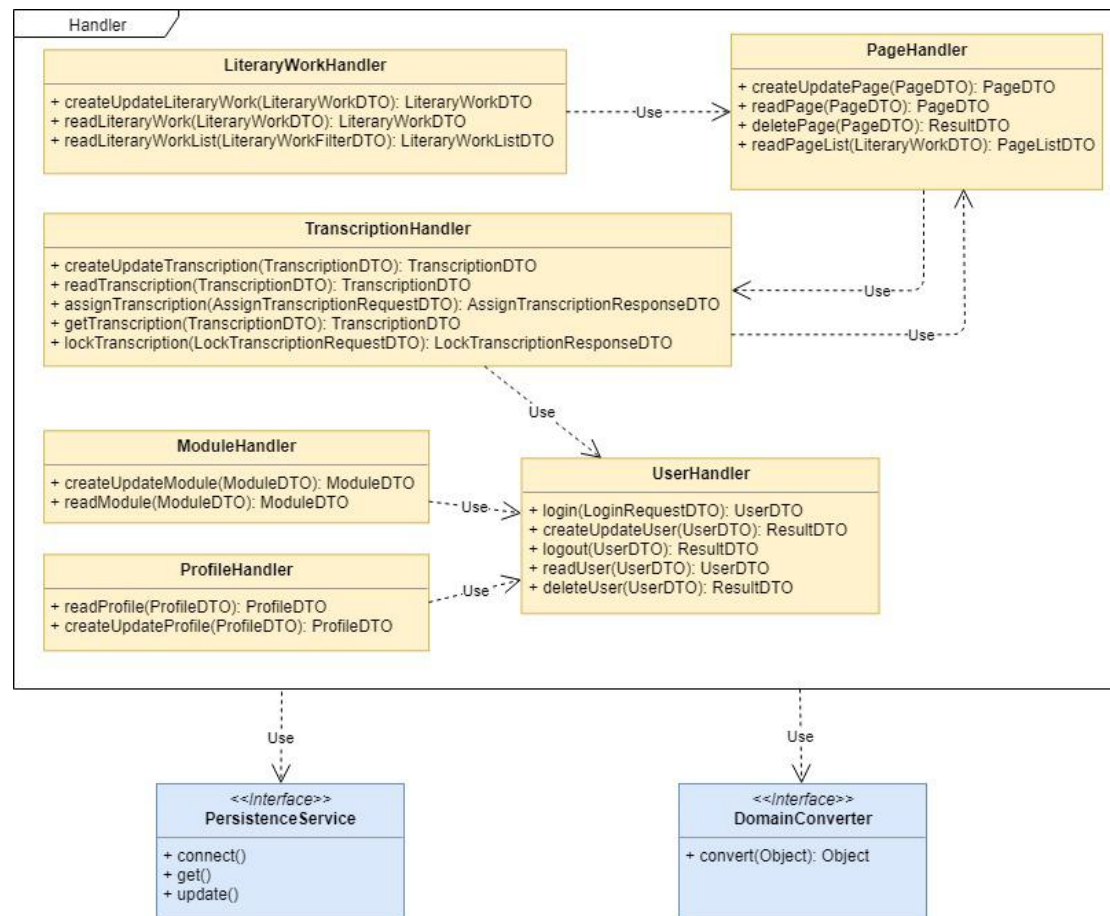 Handler
LiteraryWorkHandler
+ createUpdateLiteraryWork(LiteraryWorkDTO): LiteraryWorkDTO
+ readLiteraryWork(LiteraryWorkDTO): LiteraryWorkDTO
+ readLiteraryWorkList(LiteraryWorkFilterDTO): LiteraryWorkListDTO
Use
PageHandler
+ createUpdatePage(PageDTO): PageDTO
+ readPage(PageDTO): PageDTO
+ deletePage(PageDTO): ResultDTO
+ readPageList(LiteraryWorkDTO): PageListDTO
TranscriptionHandler
+ createUpdateTranscription(TranscriptionDTO): TranscriptionDTO
+ readTranscription(TranscriptionDTO): TranscriptionDTO
+ assignTranscription(AssignTranscriptionRequestDTO): AssignTranscriptionResponseDTO
+ getTranscription(TranscriptionDTO): TranscriptionDTO
+ lockTranscription(LockTranscriptionRequestDTO): LockTranscriptionResponseDTO
Use
Use
Use
ModuleHandler
+ createUpdateModule(ModuleDTO): ModuleDTO
+ readModule(ModuleDTO): ModuleDTO
Use
UserHandler
+ login(LoginRequestDTO): UserDTO
+ createUpdateUser(UserDTO): ResultDTO
+ logout(UserDTO): ResultDTO
+ readUser(UserDTO): UserDTO
+ deleteUser(UserDTO): ResultDTO
ProfileHandler
+ readProfile(ProfileDTO): ProfileDTO
+ createUpdateProfile(ProfileDTO): ProfileDTO
Use
Use
Use
<<Interface>>
PersistenceService
+ connect()
+ get()
+ update()
<<Interface>>
DomainConverter
+ convert(Object): Object